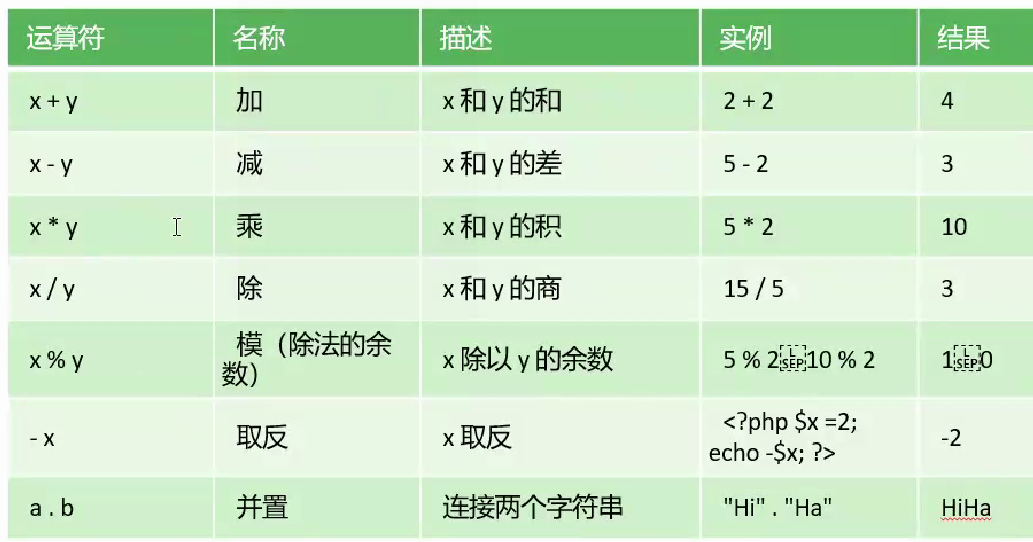 运算符 名称 描述 实例 结果
x + y 加 x 和 y 的和 2 + 2 4
x - y 减 x 和 y 的差 5 - 2 3
x * y 乘 x 和 y 的积 5 * 2 10
x / y 除 x 和 y 的商 15 / 5 3
x % y 模（除法的余数） x 除以 y 的余数 5 % 2 LSEP 10 % 2 1 LSEP 0
- x 取反 x 取反 <?php $x =2; echo -$x; ?> -2
a . b 并置 连接两个字符串 "Hi" . "Ha" HiHa